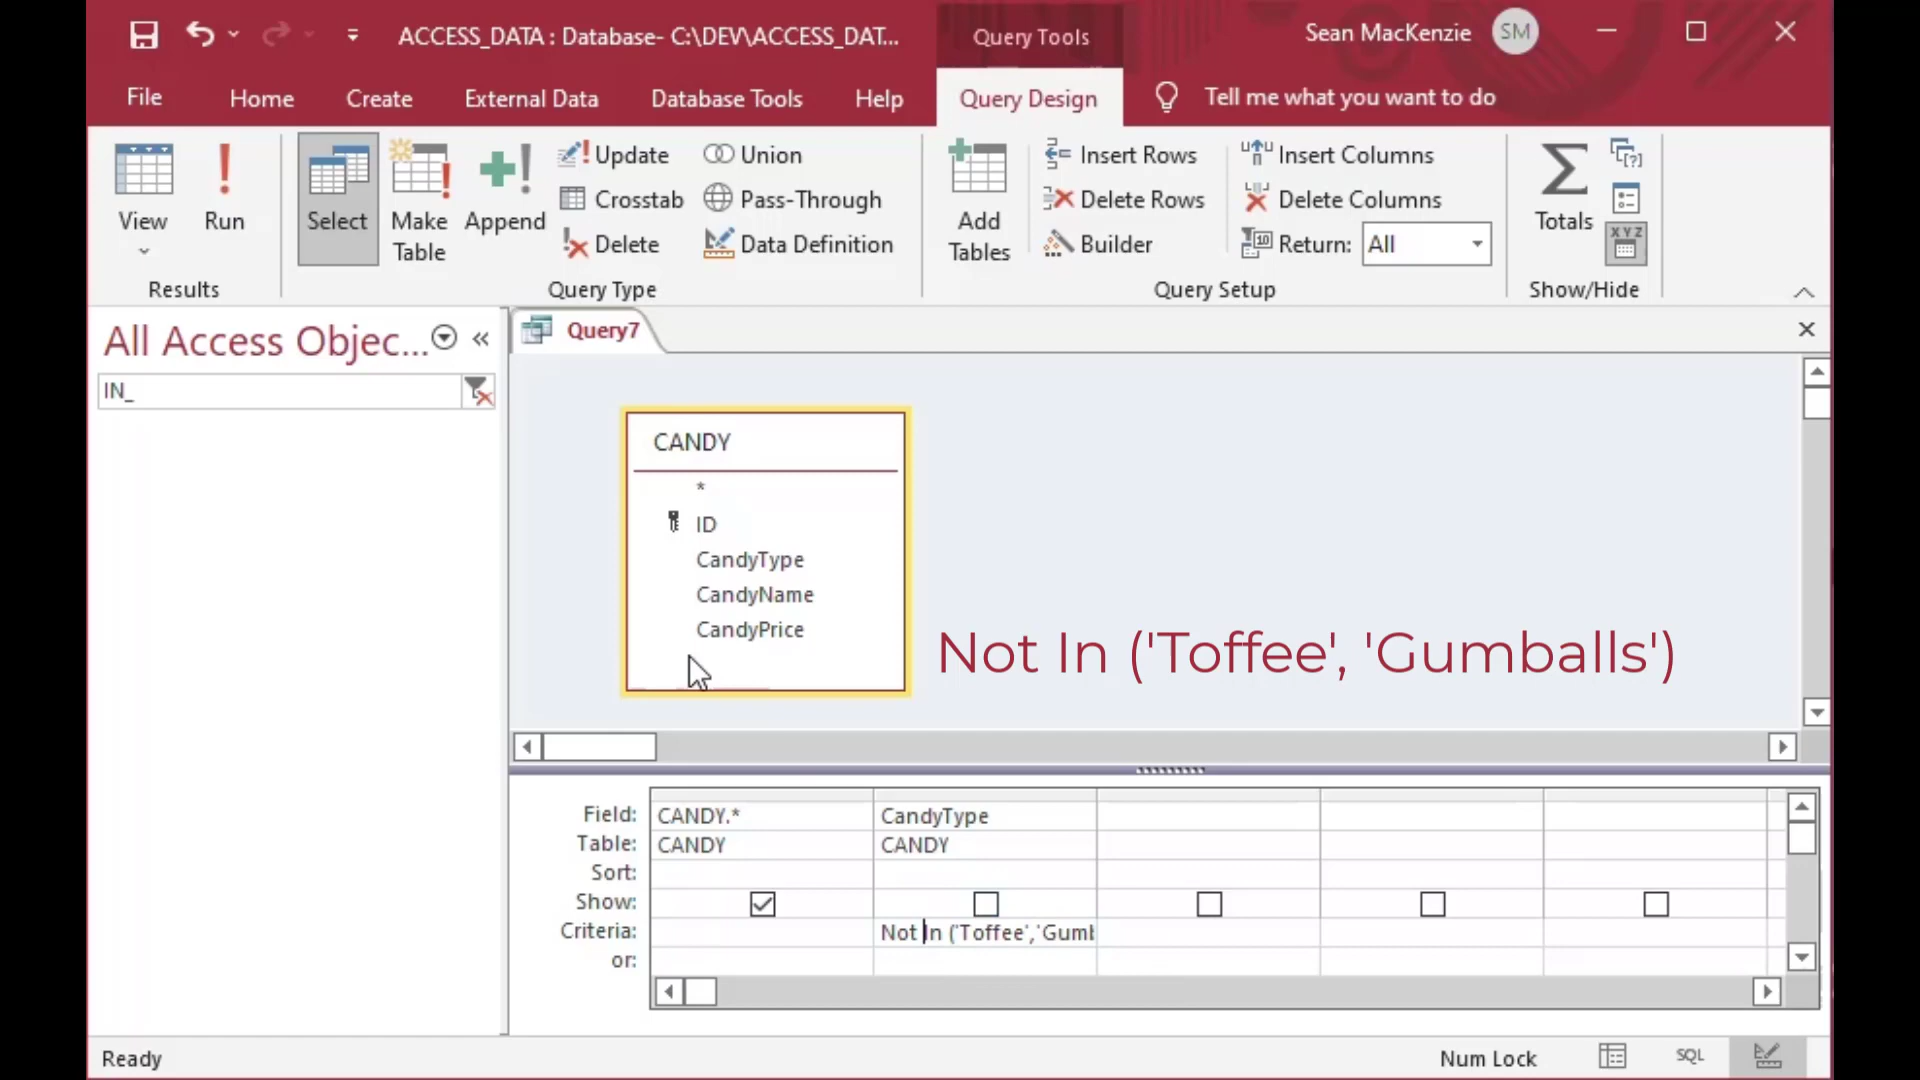 ACCESS_DATA : Database- C:\DEV\ACCESS_DAT...
Query Tools
Sean MacKenzie
SM
File
Home
Create
External Data
Database Tools
Help
Query Design
Tell me what you want to do
View
Run
Select
Make Table
Append
Update
Crosstab
Delete
Union
Pass-Through
Data Definition
Add Tables
Insert Rows
Delete Rows
Builder
Insert Columns
Delete Columns
Return: All
Totals
XYZ
Results
Query Type
Query Setup
Show/Hide
All Access Objec...
IN_
Query7
CANDY
*
ID
CandyType
CandyName
CandyPrice
Not In ('Toffee', 'Gumballs')
Field: CANDY.* CandyType
Table: CANDY CANDY
Sort:
Show:
Criteria: Not In ('Toffee','Gumb
or:
Ready
Num Lock
SQL